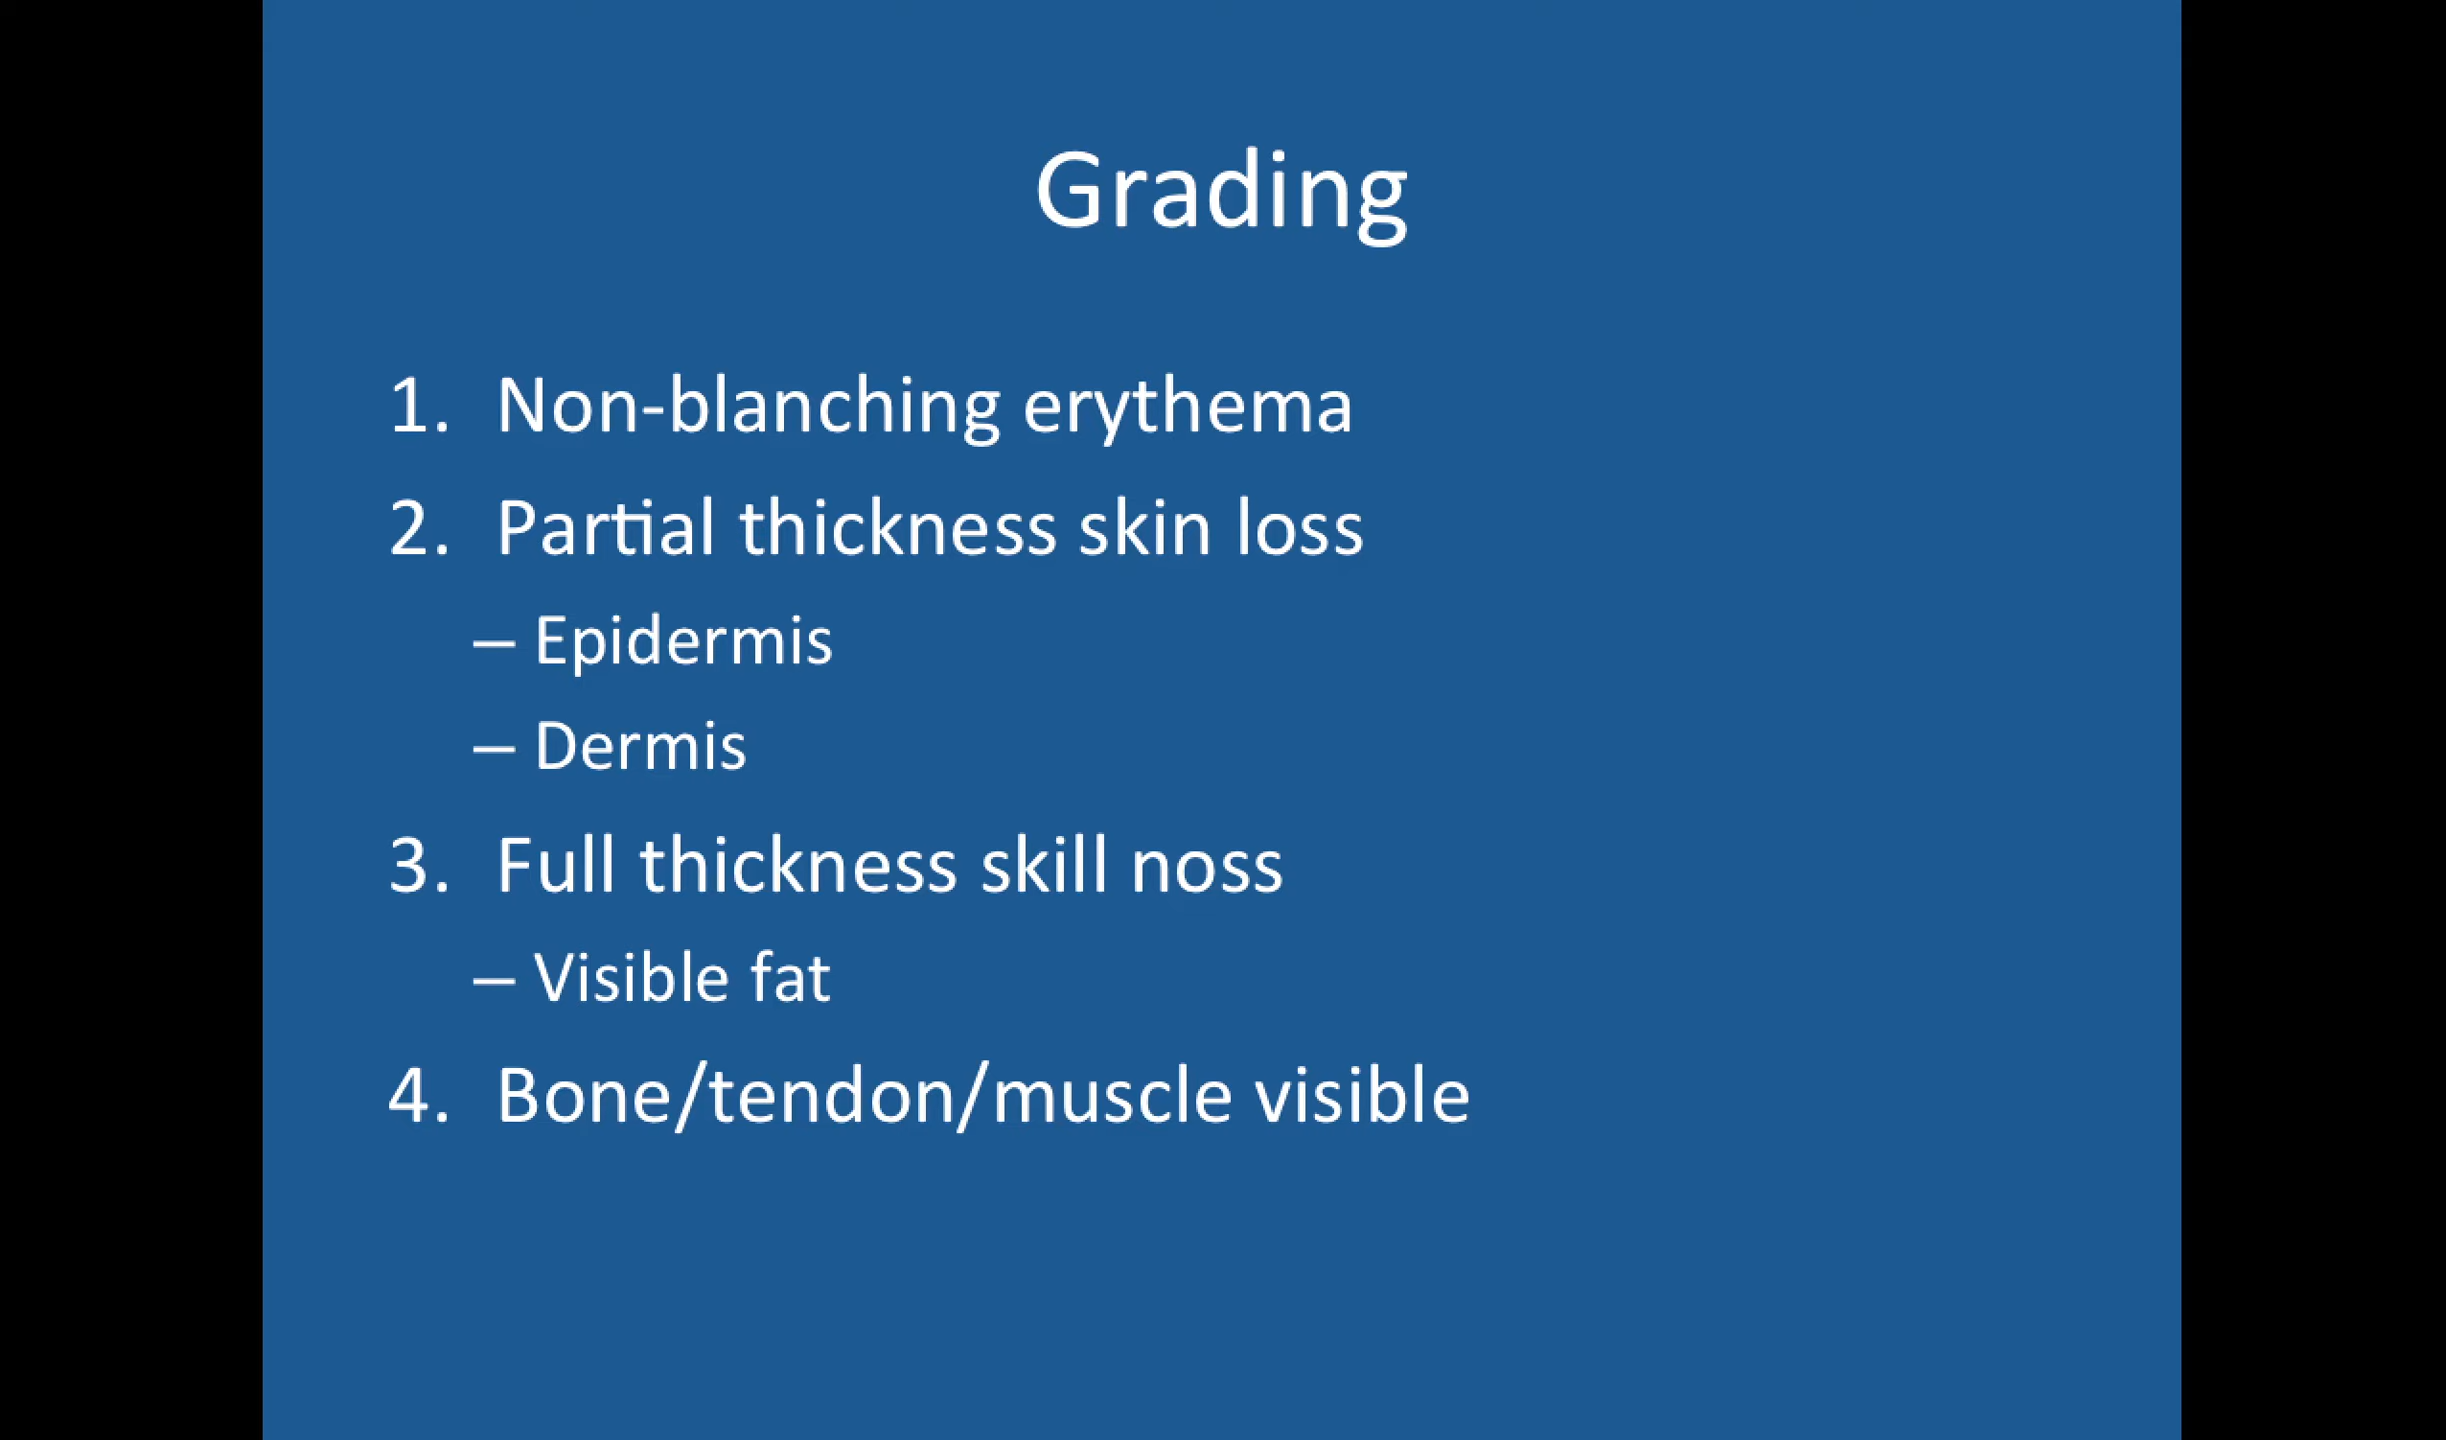 Grading
1. Non-blanching erythema
2. Partial thickness skin loss
– Epidermis
– Dermis
3. Full thickness skill noss
– Visible fat
4. Bone/tendon/muscle visible